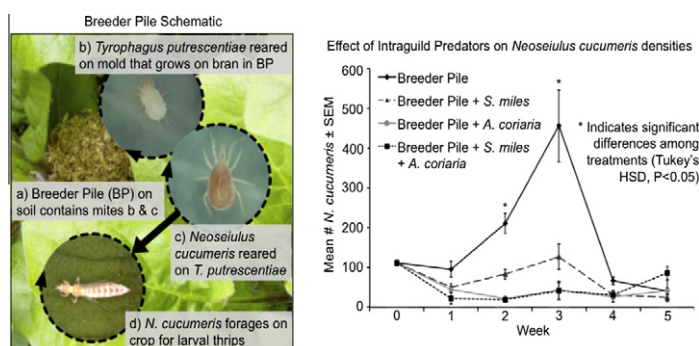 Breeder Pile Schematic
b) Tyrophagus putrescentiae reared
on mold that grows on bran in BP
a) Breeder Pile (BP) on
soil contains mites b & c
c) Neoseiulus
cucumeris reared
on T. putrescentiae
d) N. cucumeris forages on
crop for larval thrips
Effect of Intraguild Predators on Neoseiulus cucumeris densities
Mean # N. cucumeris ± SEM
600
500
400
300
200
100
0
Breeder Pile
Breeder Pile + S. miles
Breeder Pile + A. coriaria
Breeder Pile + S. miles
+ A. coriaria
*
*
* Indicates significant
differences among
treatments (Tukey's
HSD, P<0.05)
0 1 2 3 4 5
Week